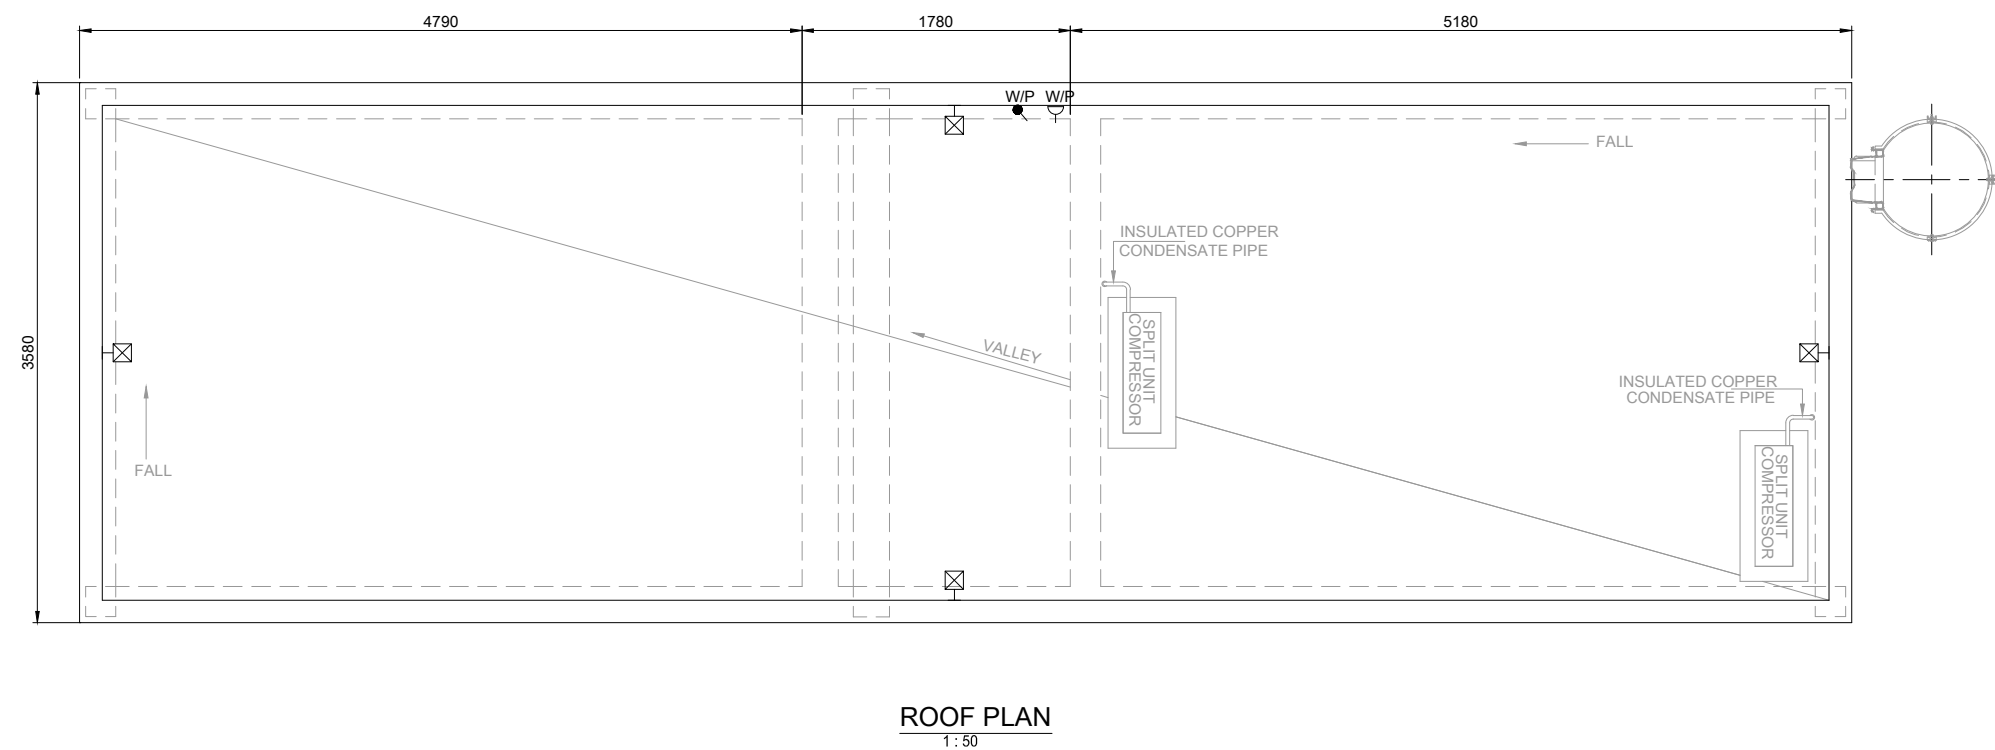 4790
1780
5180
W/P
W/P
FALL
INSULATED COPPER
CONDENSATE PIPE
SPLIT UNIT
COMPRESSOR
VALLEY
3580
INSULATED COPPER
CONDENSATE PIPE
SPLIT UNIT
COMPRESSOR
FALL
ROOF PLAN
1 : 50